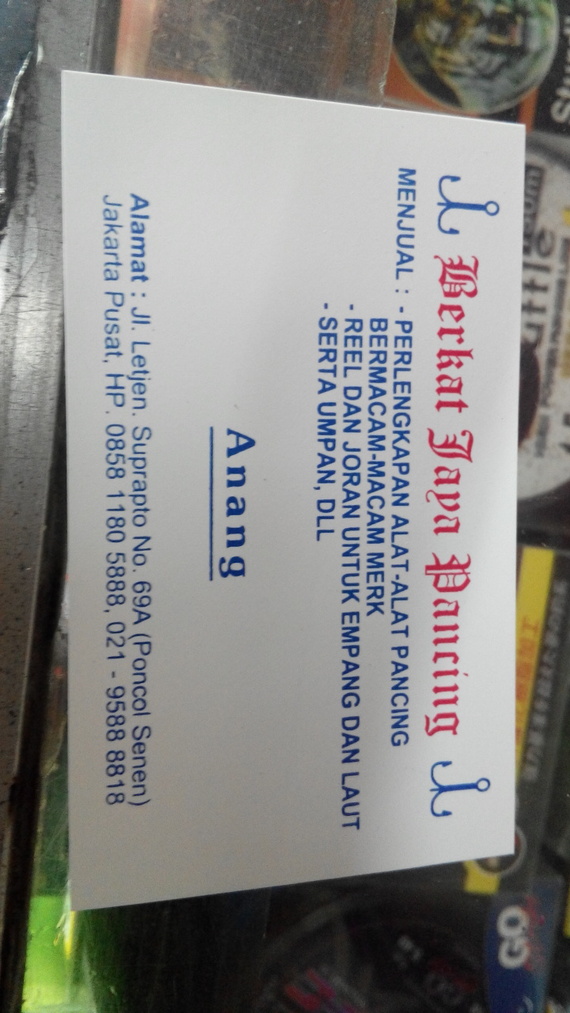 Berkat Jaya Pancing
MENJUAL : - PERLENGKAPAN ALAT-ALAT PANCING
BERMACAM-MACAM MERK
- REEL DAN JORAN UNTUK EMPANG DAN LAUT
- SERTA UMPAN, DLL
Anang
Alamat : Jl. Letjen. Suprapto No. 69A (Poncol Senen)
Jakarta Pusat, HP. 0858 1180 5888, 021 - 9588 8818
GO